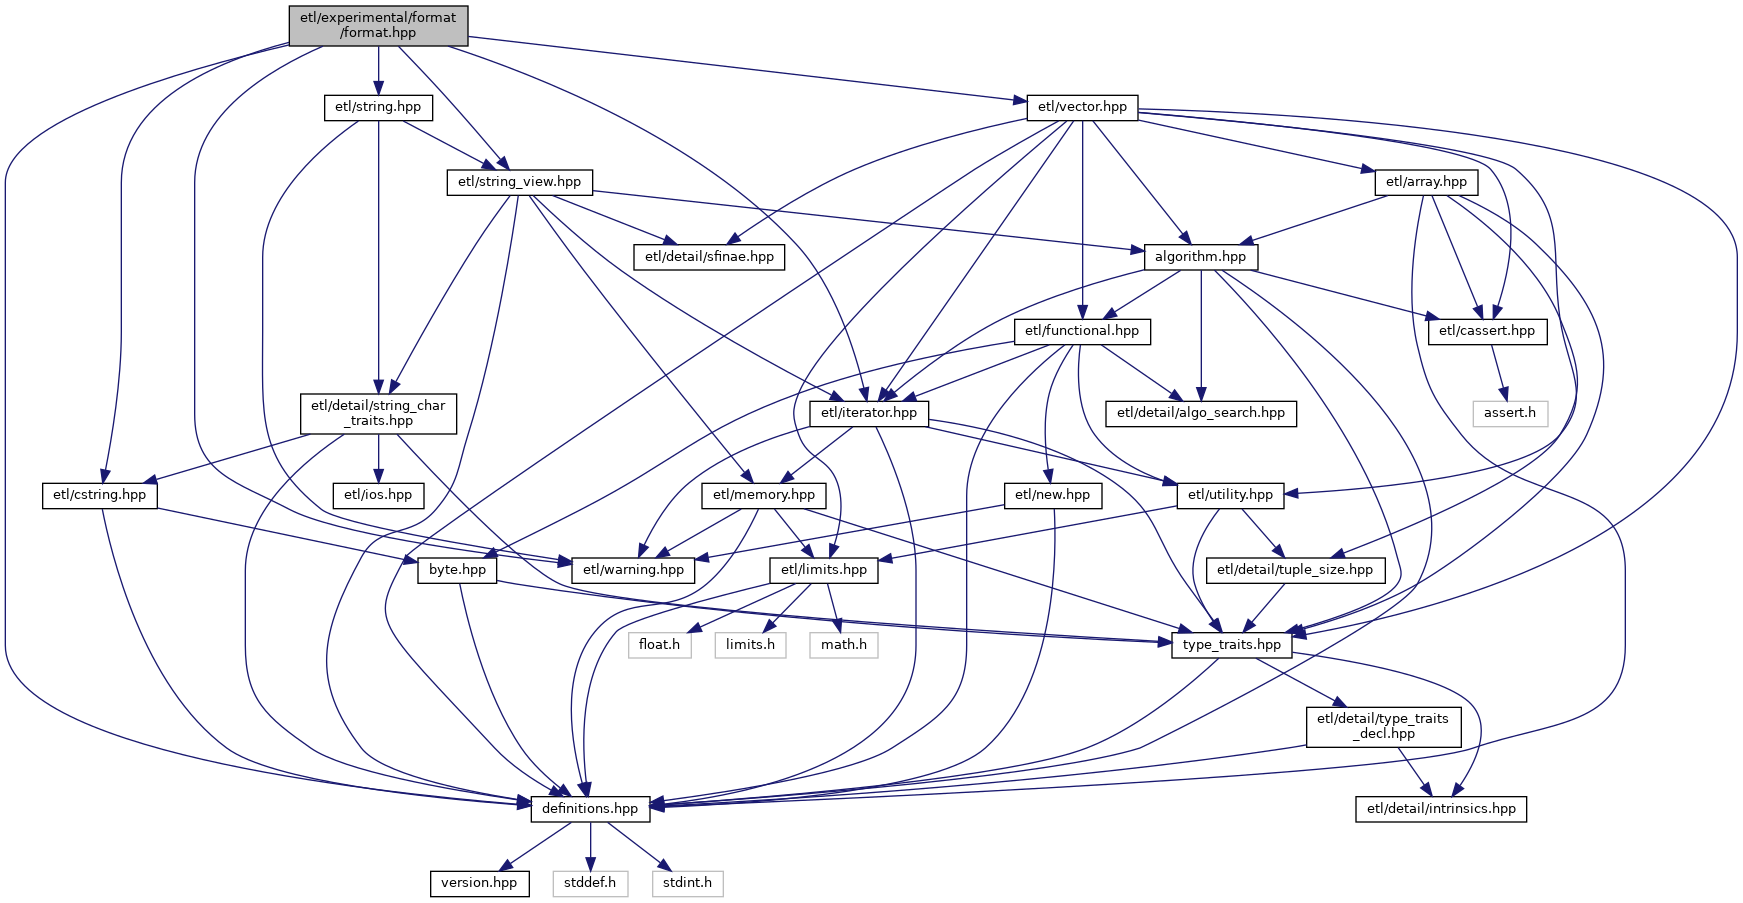 etl/experimental/format
/format.hpp
etl/string.hpp
etl/vector.hpp
etl/string_view.hpp
etl/array.hpp
etl/detail/sfinae.hpp
algorithm.hpp
etl/functional.hpp
etl/cassert.hpp
etl/detail/string_char
_traits.hpp
etl/iterator.hpp
etl/detail/algo_search.hpp
assert.h
etl/cstring.hpp
etl/ios.hpp
etl/memory.hpp
etl/new.hpp
etl/utility.hpp
byte.hpp
etl/warning.hpp
etl/limits.hpp
etl/detail/tuple_size.hpp
float.h
limits.h
math.h
type_traits.hpp
etl/detail/type_traits
_decl.hpp
definitions.hpp
etl/detail/intrinsics.hpp
version.hpp
stddef.h
stdint.h